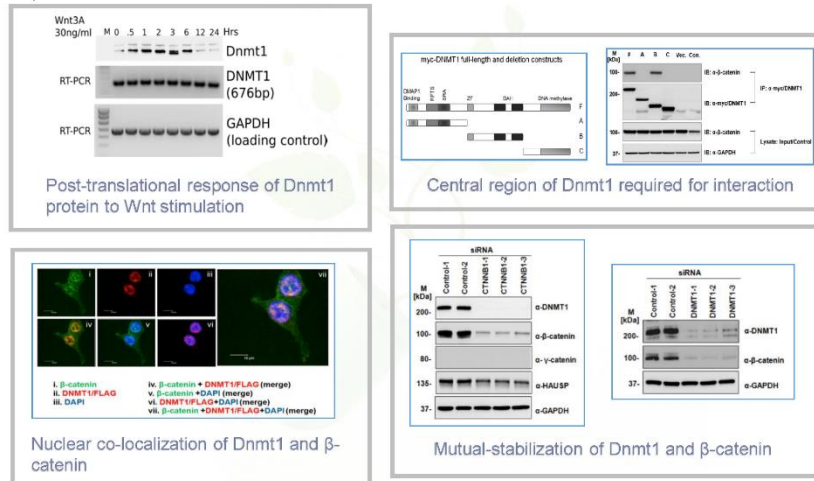 Wnt3A
30ng/ml
M 0 .5 1 2 3 6 12 24 Hrs
Dnmt1
RT-PCR
DNMT1
(676bp)
RT-PCR
GAPDH
(loading control)
Post-translational response of Dnmt1
protein to Wnt stimulation
myc-DNMT1 full-length and deletion constructs
DMAP1
Binding
RFTS
ZF
BAH
DNA methylase
F
A
B
C
M
[kDa]
F A B C Vec. Con.
100-
IB: α-β-catenin
200-
IB: α-myc/DNMT1
100-
IP: α-myc/DNMT1
100-
IB: α-β-catenin
37-
IB: α-GAPDH
Lysate: Input/Control
Central region of Dnmt1 required for interaction
i ii iii vii
iv v vi
10 μm
i. β-catenin
ii. DNMT1/FLAG
iii. DAPI
iv. β-catenin + DNMT1/FLAG (merge)
v. β-catenin+DAPI (merge)
vi. DNMT1/FLAG+DAPI (merge)
vii. β-catenin +DNMT1/FLAG+DAPI (merge)
Nuclear co-localization of Dnmt1 and β-
catenin
siRNA
M
[kDa]
Control-1
Control-2
CTNNB1-1
CTNNB1-2
CTNNB1-3
200-
α-DNMT1
100-
α-β-catenin
80-
α-γ-catenin
135-
α-HAUSP
37-
α-GAPDH
siRNA
M
[kDa]
Control-1
Control-2
DNMT1-1
DNMT1-2
DNMT1-3
200-
α-DNMT1
100-
α-β-catenin
37-
α-GAPDH
Mutual-stabilization of Dnmt1 and β-catenin